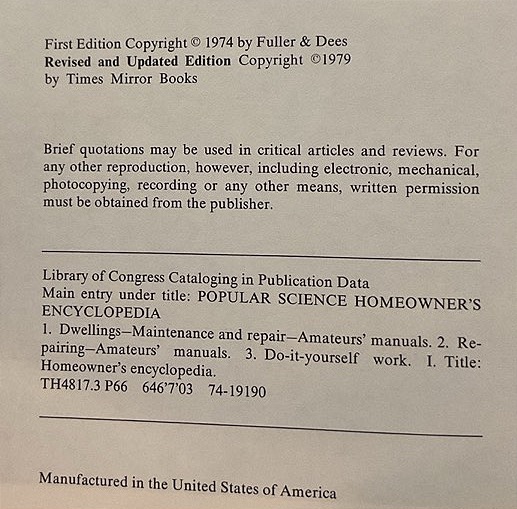 First Edition Copyright © 1974 by Fuller & Dees
Revised and Updated Edition Copyright ©1979
by Times Mirror Books
Brief quotations may be used in critical articles and reviews. For
any other reproduction, however, including electronic, mechanical,
photocopying, recording or any other means, written permission
must be obtained from the publisher.
Library of Congress Cataloging in Publication Data
Main entry under title: POPULAR SCIENCE HOMEOWNER'S
ENCYCLOPEDIA
1. Dwellings—Maintenance and repair—Amateurs' manuals. 2. Re-
pairing—Amateurs' manuals. 3. Do-it-yourself work. I. Title:
Homeowner's encyclopedia.
TH4817.3 P66 646'7'03 74-19190
Manufactured in the United States of America